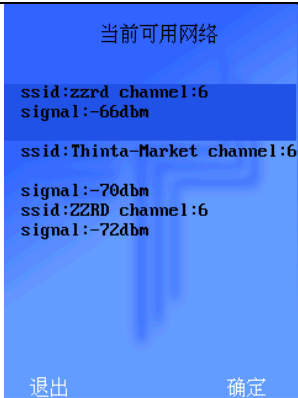 当前可用网络
ssid:zzrd channel:6
signal:-66dbm
ssid:Thinta-Market channel:6
signal:-70dbm
ssid:ZZRD channel:6
signal:-72dbm
退出 确定